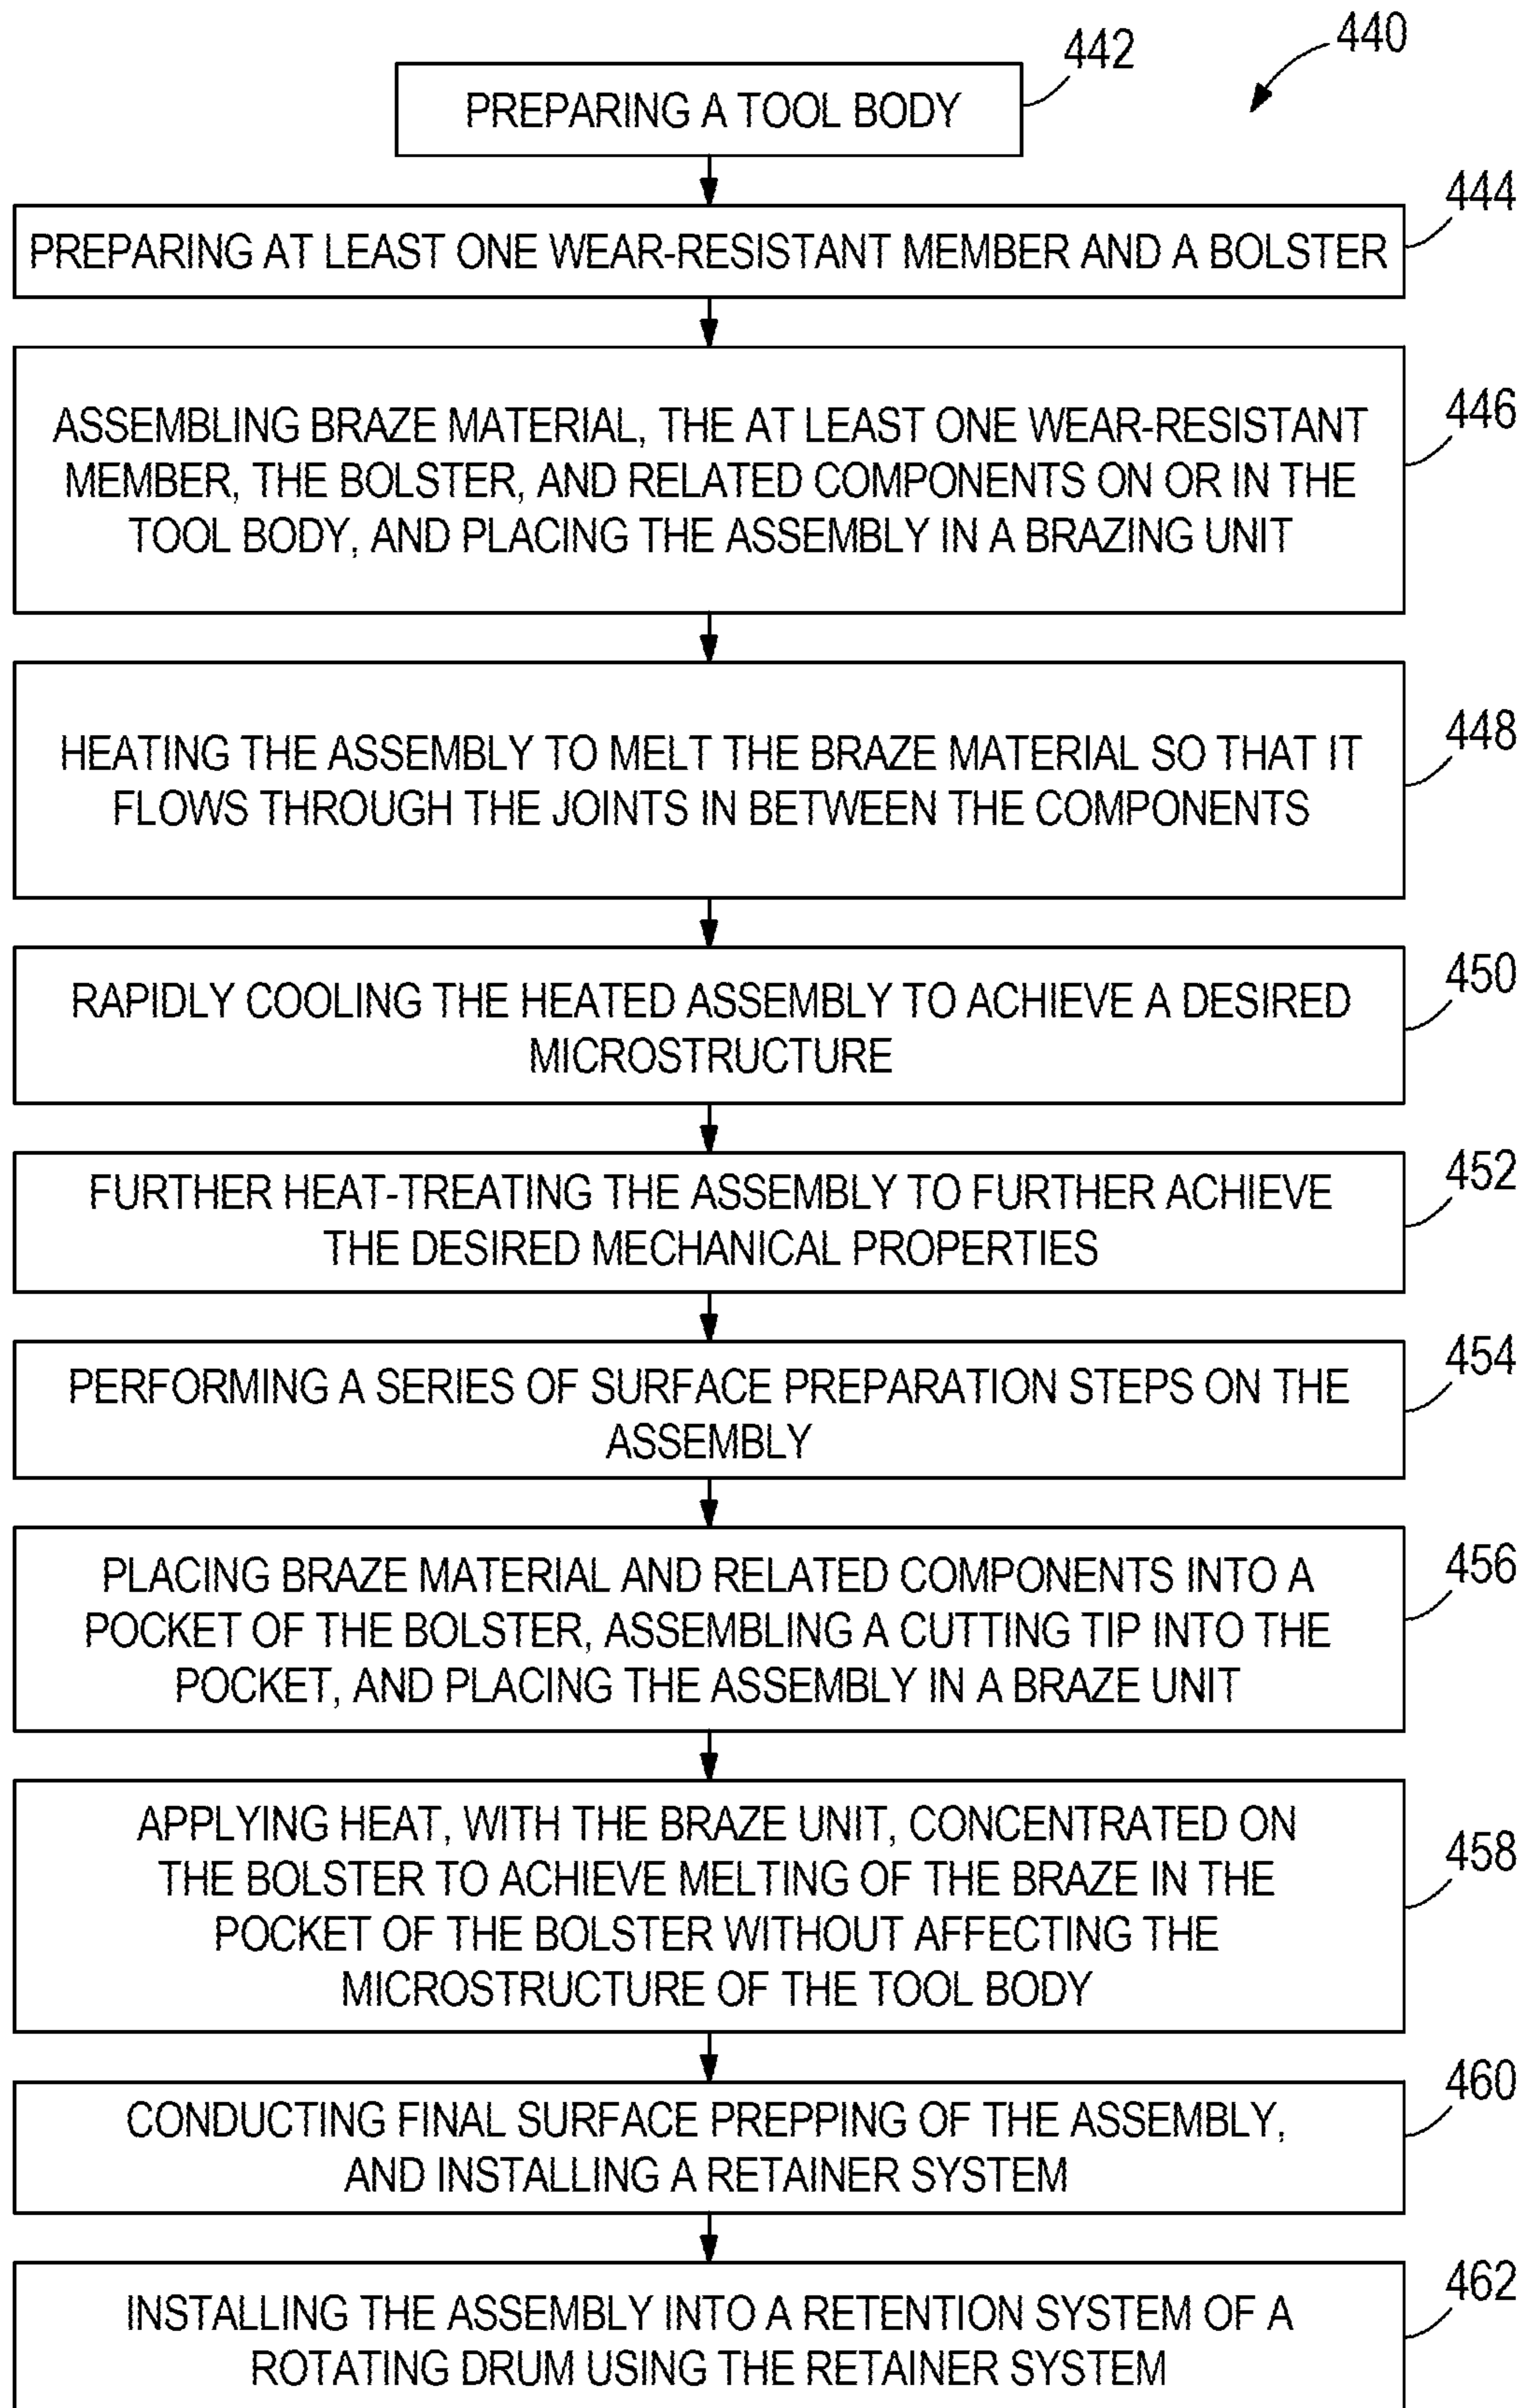 440
442
PREPARING A TOOL BODY
444
PREPARING AT LEAST ONE WEAR-RESISTANT MEMBER AND A BOLSTER
446
ASSEMBLING BRAZE MATERIAL, THE AT LEAST ONE WEAR-RESISTANT
MEMBER, THE BOLSTER, AND RELATED COMPONENTS ON OR IN THE
TOOL BODY, AND PLACING THE ASSEMBLY IN A BRAZING UNIT
448
HEATING THE ASSEMBLY TO MELT THE BRAZE MATERIAL SO THAT IT
FLOWS THROUGH THE JOINTS IN BETWEEN THE COMPONENTS
450
RAPIDLY COOLING THE HEATED ASSEMBLY TO ACHIEVE A DESIRED
MICROSTRUCTURE
452
FURTHER HEAT-TREATING THE ASSEMBLY TO FURTHER ACHIEVE
THE DESIRED MECHANICAL PROPERTIES
454
PERFORMING A SERIES OF SURFACE PREPARATION STEPS ON THE
ASSEMBLY
456
PLACING BRAZE MATERIAL AND RELATED COMPONENTS INTO A
POCKET OF THE BOLSTER, ASSEMBLING A CUTTING TIP INTO THE
POCKET, AND PLACING THE ASSEMBLY IN A BRAZE UNIT
458
APPLYING HEAT, WITH THE BRAZE UNIT, CONCENTRATED ON
THE BOLSTER TO ACHIEVE MELTING OF THE BRAZE IN THE
POCKET OF THE BOLSTER WITHOUT AFFECTING THE
MICROSTRUCTURE OF THE TOOL BODY
460
CONDUCTING FINAL SURFACE PREPPING OF THE ASSEMBLY,
AND INSTALLING A RETAINER SYSTEM
462
INSTALLING THE ASSEMBLY INTO A RETENTION SYSTEM OF A
ROTATING DRUM USING THE RETAINER SYSTEM